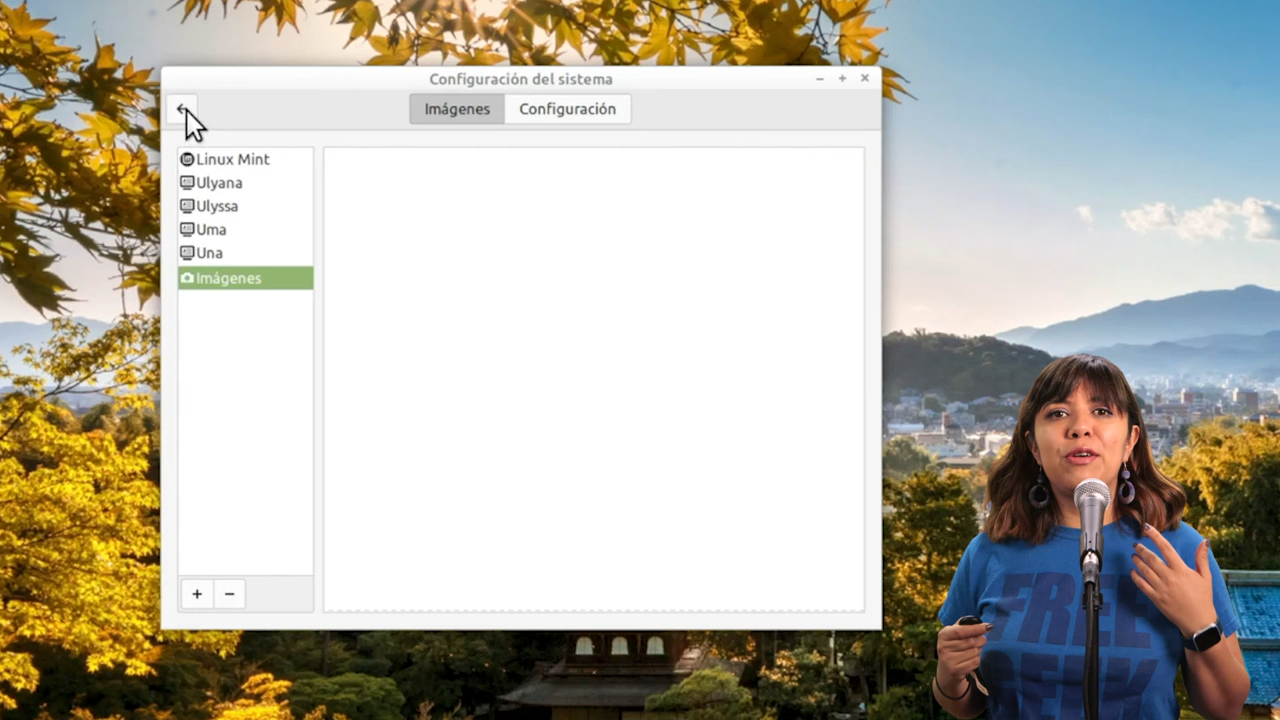 Configuración del sistema
Imágenes
Configuración
Linux Mint
Ulyana
Ulyssa
Uma
Una
Imágenes
FREE
GEEK